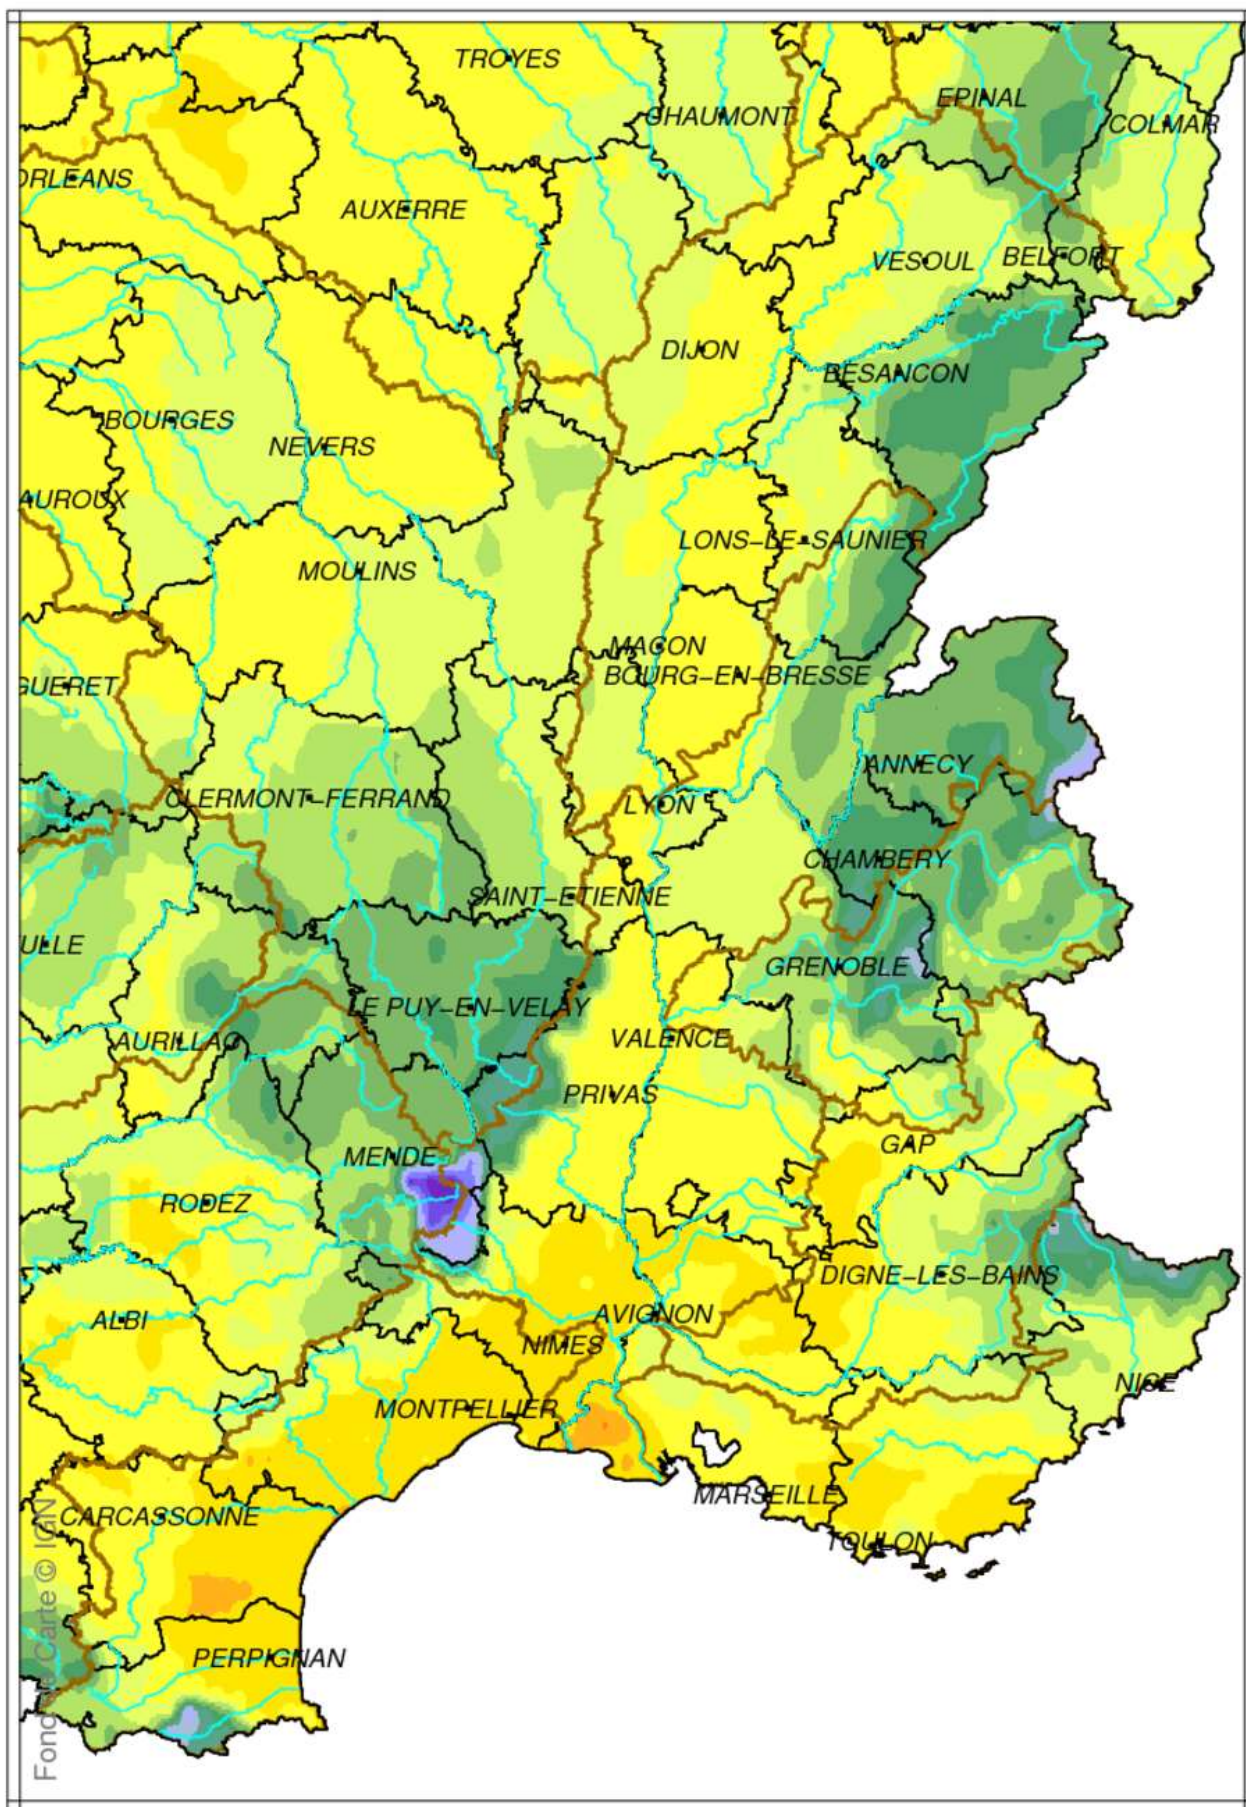 TROYES
EPINAL
CHAUMONT
COLMAR
ORLEANS
AUXERRE
VESOUL
BELFORT
DIJON
BESANCON
BOURGES
NEVERS
AUROUX
LONS-LE-SAUNIER
MOULINS
MACON
BOURG-EN-BRESSE
GUERET
ANNECY
CLERMONT-FERRAND
LYON
CHAMBERY
SAINT-ETIENNE
ULLE
GRENOBLE
LE PUY-EN-VELAY
AURILLAC
VALENCE
PRIVAS
GAP
MENDE
RODEZ
DIGNE-LES-BAINS
AVIGNON
ALBI
NIMES
NICE
MONTPELLIER
MARSEILLE
CARCASSONNE
TOULON
PERPIGNAN
Fond de Carte © IGN